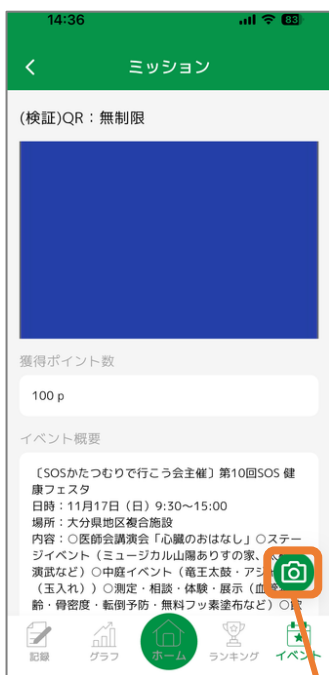 14:36
83
ミッション
(検証)QR：無制限
獲得ポイント数
100 p
イベント概要
〔SOSかたつむりで行こう会主催〕第10回SOS 健
康フェスタ
日時：11月17日（日）9:30~15:00
場所：大分県地区複合施設
内容：○医師会講演会「心臓のおはなし」○ステー
ジイベント（ミュージカル山陽ありすの家、
演武など）○中庭イベント（竜王太鼓・アジ
（玉入れ））○測定・相談・体験・展示（血管
齢・骨密度・転倒予防・無料フッ素塗布など）○
記録
グラフ
ホーム
ランキング
イベント